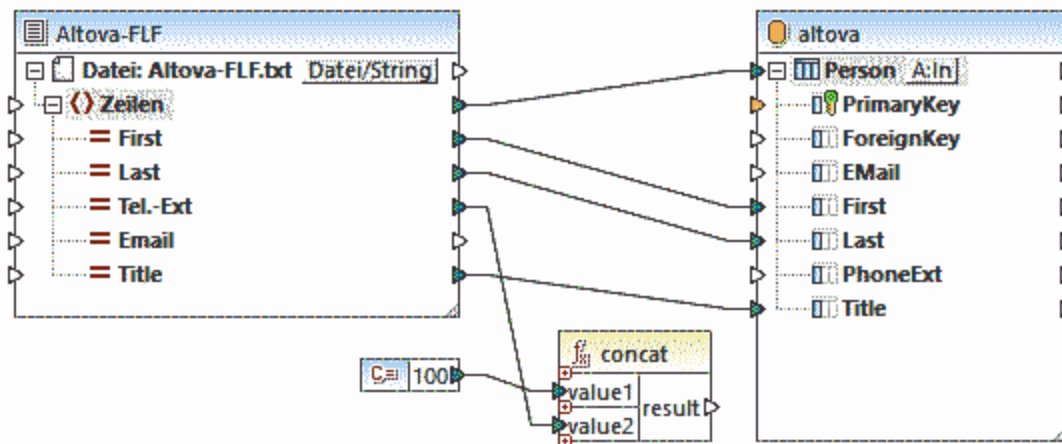 Altova-FLF
Datei: Altova-FLF.txt Datei/String
Zeilen
First
Last
Tel.-Ext
Email
Title
altova
Person A:In
PrimaryKey
ForeignKey
EMail
First
Last
PhoneExt
Title
C= 100
concat
value1
value2
result